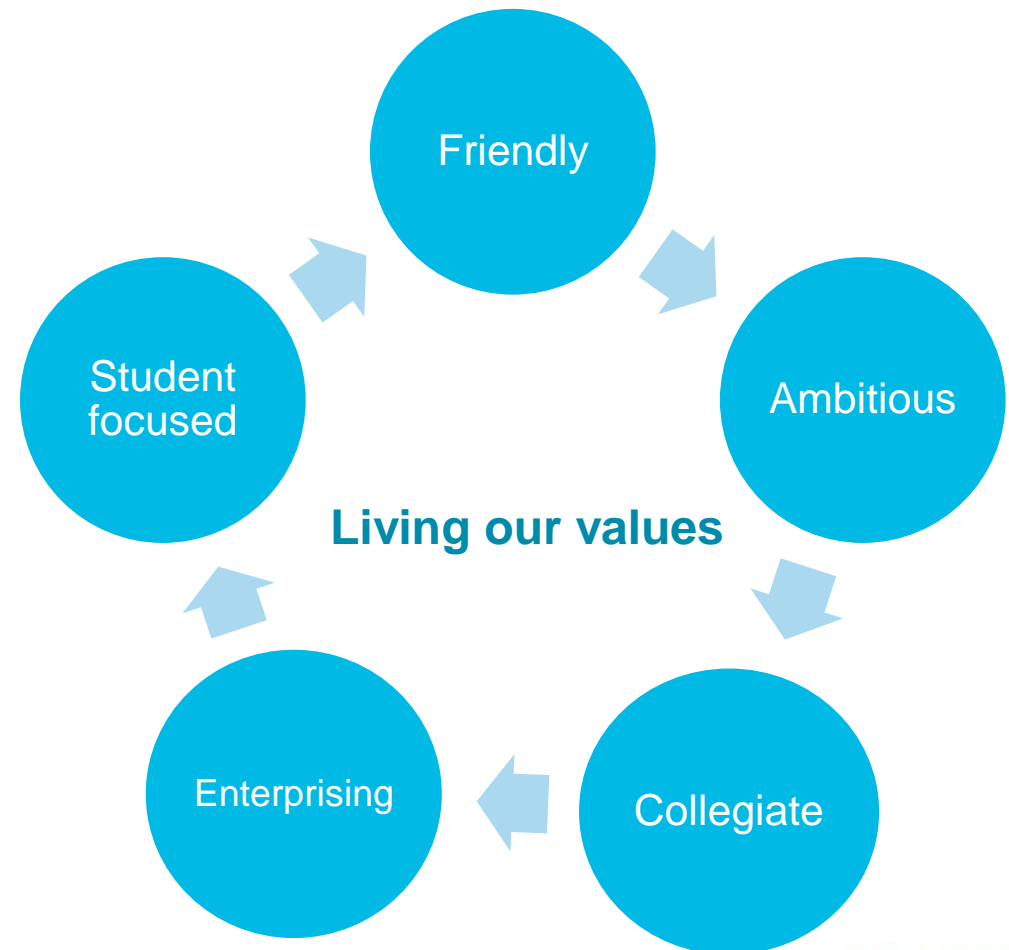 Friendly
Ambitious
Collegiate
Enterprising
Student
focused
Living our values